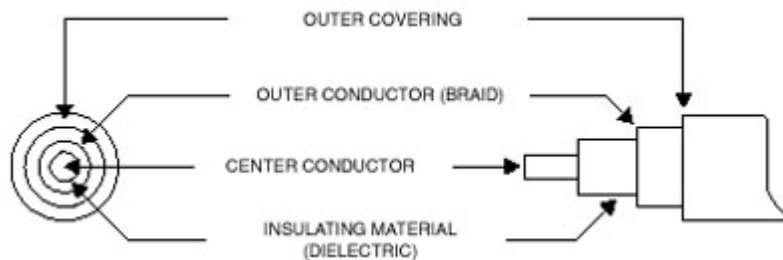 OUTER COVERING
OUTER CONDUCTOR (BRAID)
CENTER CONDUCTOR
INSULATING MATERIAL
(DIELECTRIC)